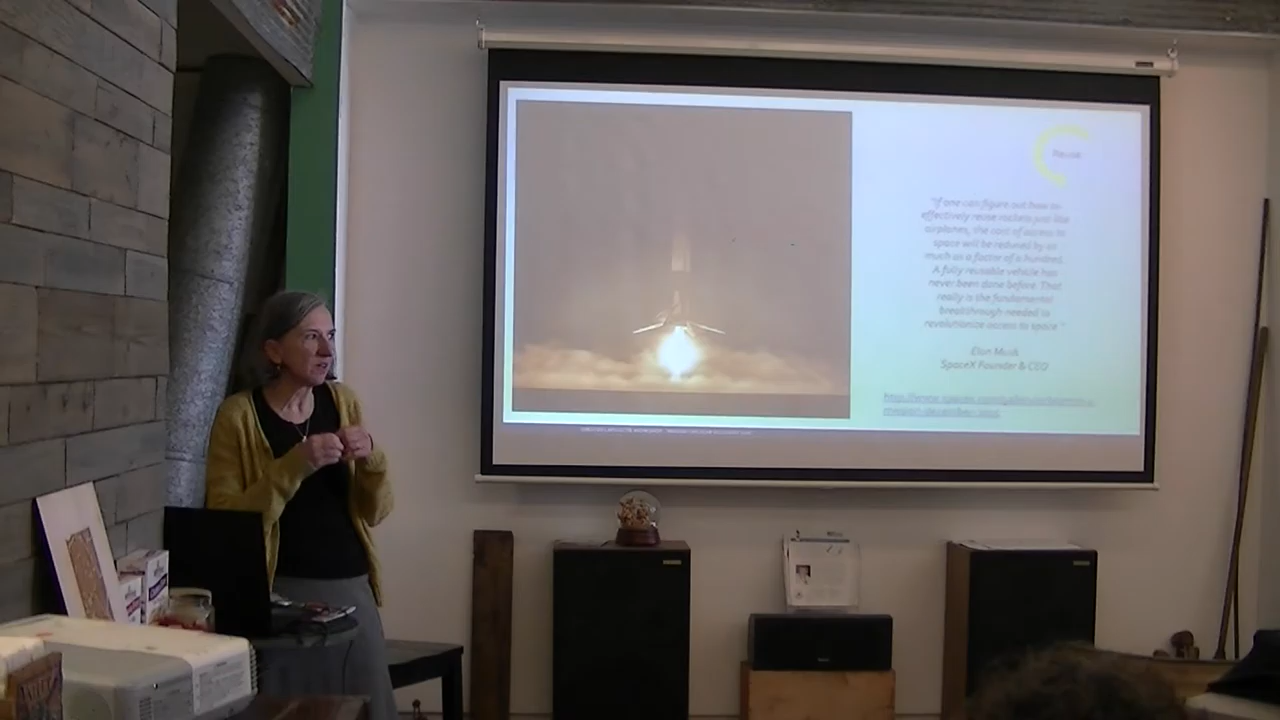 Reuse
"If one can figure out how to
effectively reuse rockets just like
airplanes, the cost of access to
space will be reduced by as
much as a factor of a hundred.
A fully reusable vehicle has
never been done before. That
really is the fundamental
breakthrough needed to
revolutionize access to space."
Elon Musk
SpaceX Founder & CEO